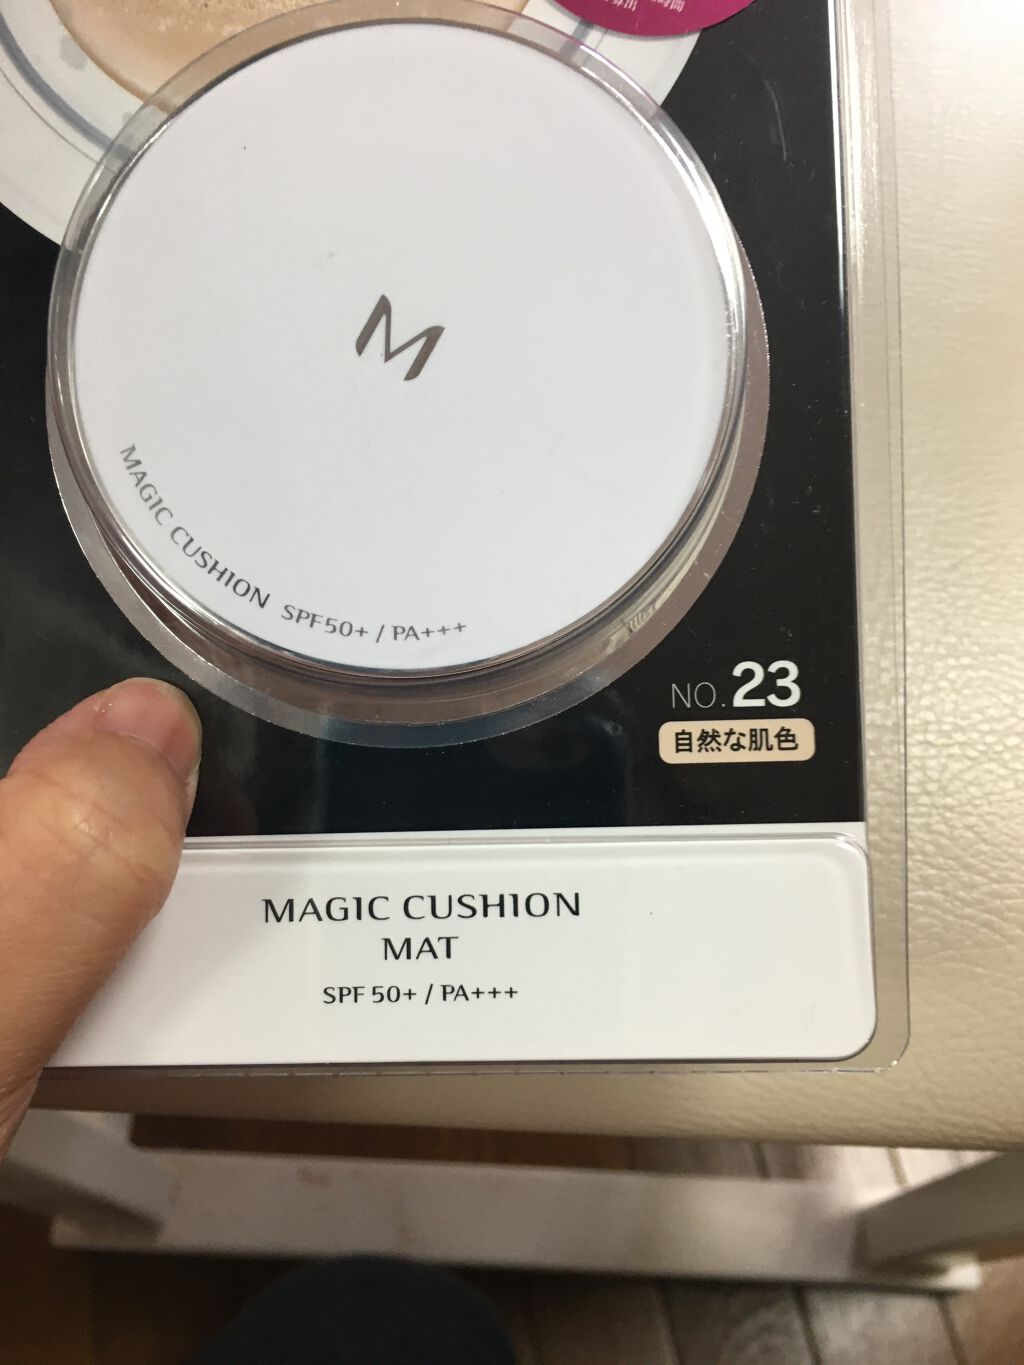 M
MAGIC CUSHION SPF50+ / PA+++
NO. 23
自然な肌色
MAGIC CUSHION
MAT
SPF 50+ / PA+++